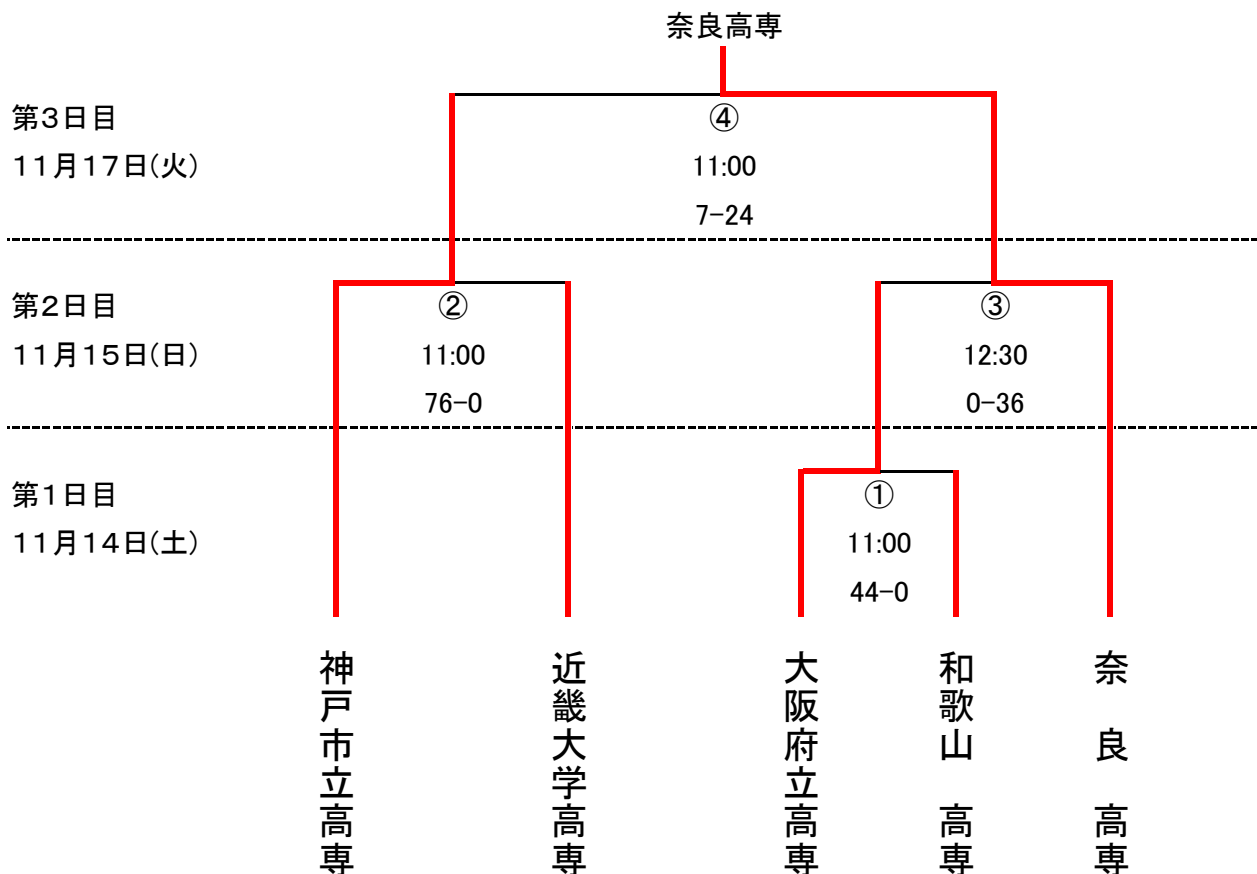 奈良高専
第3日目
11月17日(火)
④
11:00
7-24
第2日目
11月15日(日)
②
11:00
76-0
③
12:30
0-36
第1日目
11月14日(土)
①
11:00
44-0
神戸市立高専
近畿大学高専
大阪府立高専
和歌山 高専
奈 良 高専